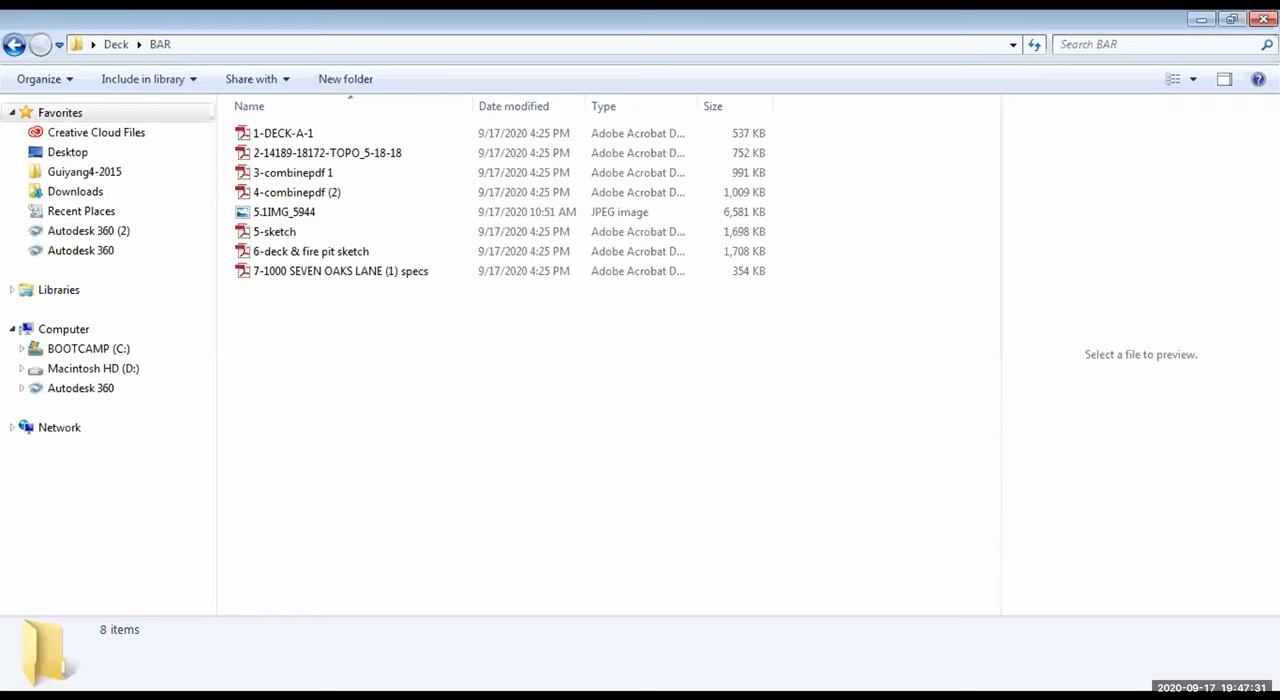 Deck BAR
Search BAR
Organize Include in library Share with New folder
Name Date modified Type Size
Favorites
Creative Cloud Files
Desktop
Guiyang4-2015
Downloads
Recent Places
Autodesk 360 (2)
Autodesk 360
Libraries
Computer
BOOTCAMP (C:)
Macintosh HD (D:)
Autodesk 360
Network
1-DECK-A-1 9/17/2020 4:25 PM Adobe Acrobat D... 537 KB
2-14189-18172-TOPO_5-18-18 9/17/2020 4:25 PM Adobe Acrobat D... 752 KB
3-combinepdf 1 9/17/2020 4:25 PM Adobe Acrobat D... 991 KB
4-combinepdf (2) 9/17/2020 4:25 PM Adobe Acrobat D... 1,009 KB
5.1IMG_5944 9/17/2020 10:51 AM JPEG image 6,581 KB
5-sketch 9/17/2020 4:25 PM Adobe Acrobat D... 1,698 KB
6-deck & fire pit sketch 9/17/2020 4:25 PM Adobe Acrobat D... 1,708 KB
7-1000 SEVEN OAKS LANE (1) specs 9/17/2020 4:25 PM Adobe Acrobat D... 354 KB
Select a file to preview.
8 items
2020-09-17 19:47:31